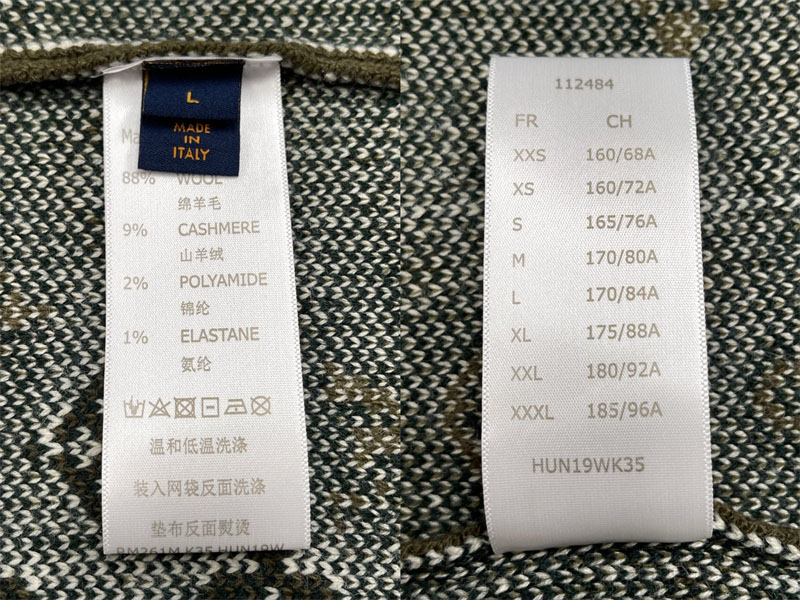 L
MADE
IN
ITALY
88% WOOL
绵羊毛
9% CASHMERE
山羊绒
2% POLYAMIDE
锦纶
1% ELASTANE
氨纶
温和低温洗涤
装入网袋反面洗涤
垫布反面熨烫
RM261M K35 HUN19W
112484
FR CH
XXS 160/68A
XS 160/72A
S 165/76A
M 170/80A
L 170/84A
XL 175/88A
XXL 180/92A
XXXL 185/96A
HUN19WK35